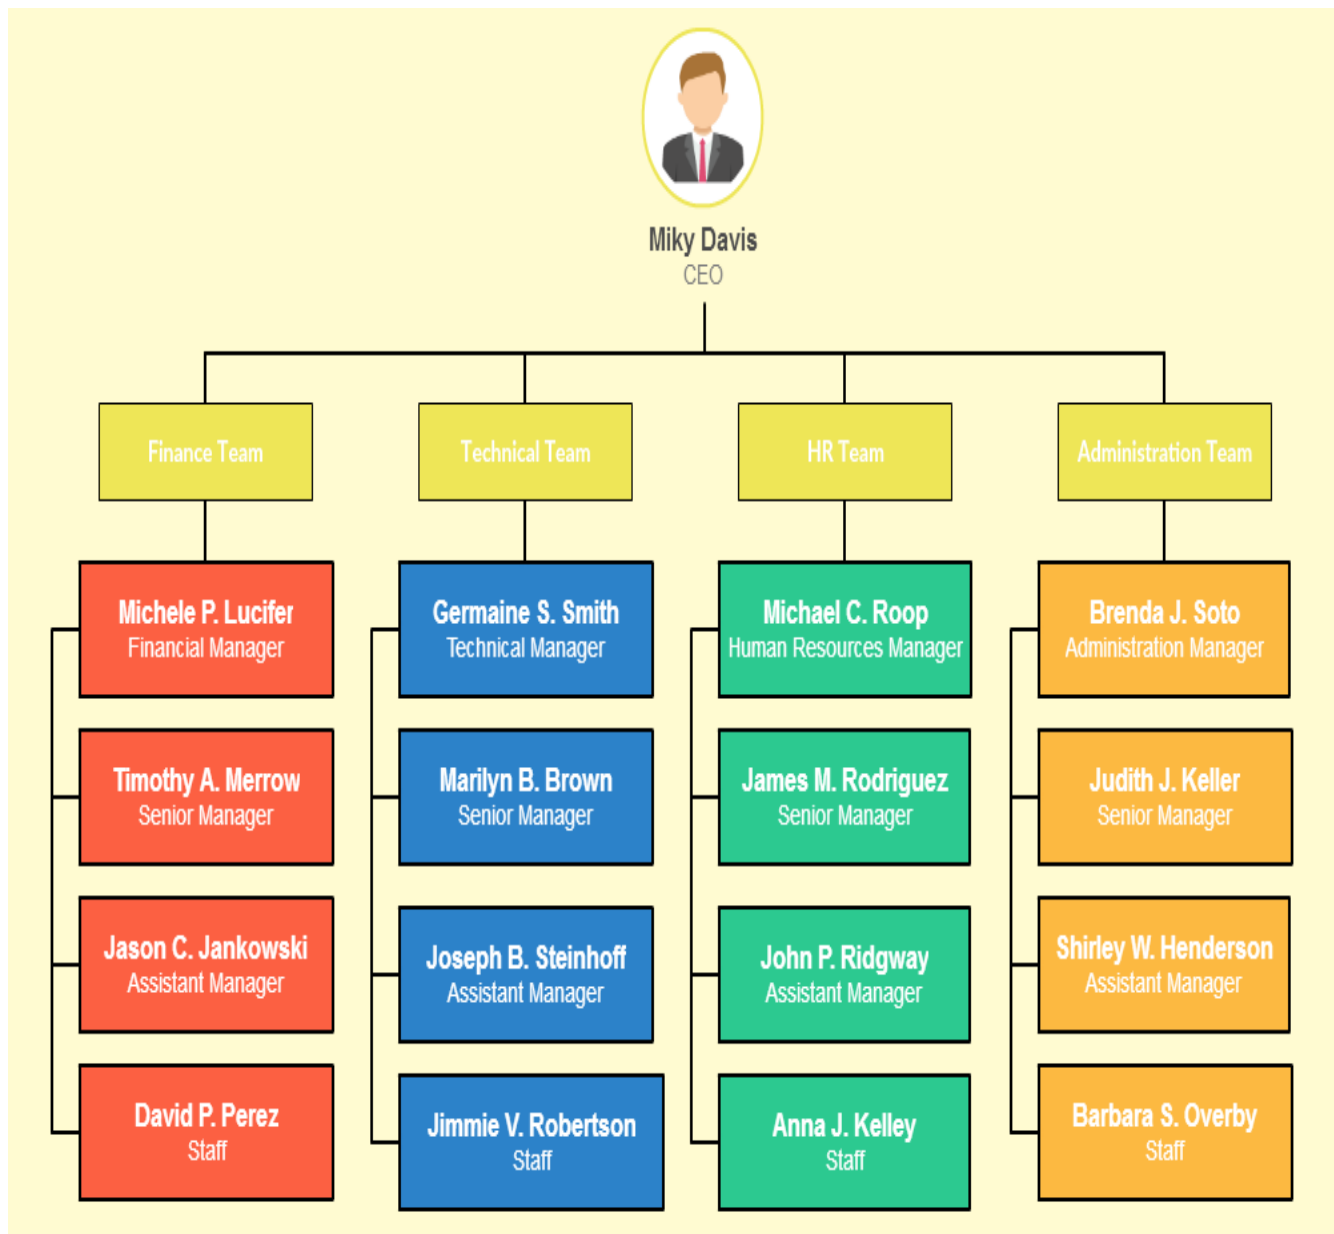 Miky Davis
CEO
Finance Team
Technical Team
HR Team
Administration Team
Michele P. Lucifer
Financial Manager
Germaine S. Smith
Technical Manager
Michael C. Roop
Human Resources Manager
Brenda J. Soto
Administration Manager
Timothy A. Merrow
Senior Manager
Marilyn B. Brown
Senior Manager
James M. Rodriguez
Senior Manager
Judith J. Keller
Senior Manager
Jason C. Jankowski
Assistant Manager
Joseph B. Steinhoff
Assistant Manager
John P. Ridgway
Assistant Manager
Shirley W. Henderson
Assistant Manager
David P. Perez
Staff
Jimmie V. Robertson
Staff
Anna J. Kelley
Staff
Barbara S. Overby
Staff